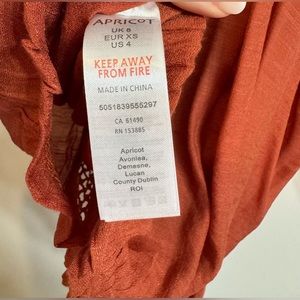 APRICOT
UK 8
EUR XS
US 4
KEEP AWAY
FROM FIRE
MADE IN CHINA
5051839555297
CA 61490
RN 153885
Apricot
Avonlea,
Demesne,
Lucan
County Dublin
ROI